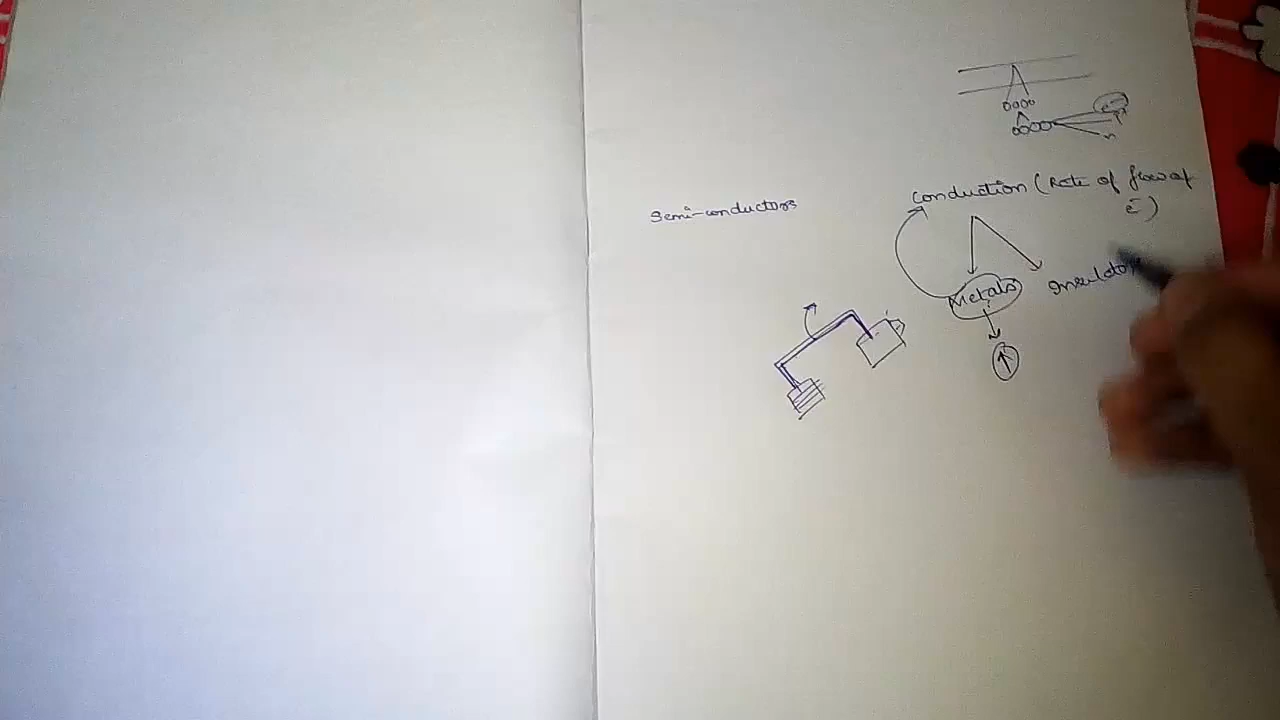 e⁻
P
n
conduction (Rate of flow of
e⁻)
Semi-conductors
Metals
Insulators